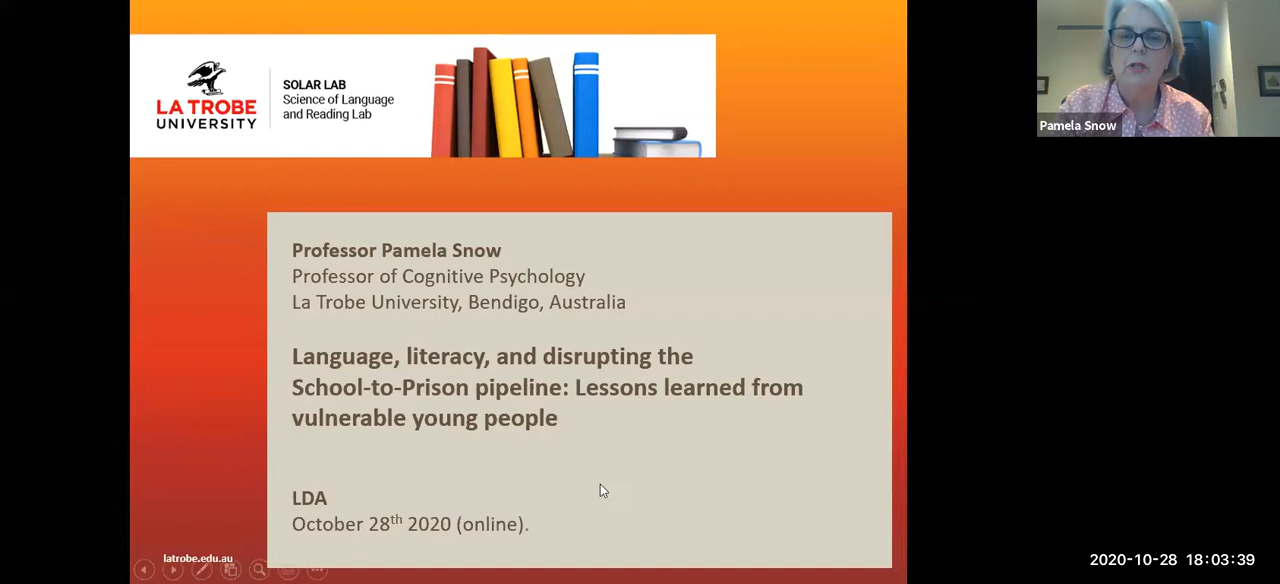 LA TROBE
UNIVERSITY
SOLAR LAB
Science of Language
and Reading Lab
Pamela Snow
Professor Pamela Snow
Professor of Cognitive Psychology
La Trobe University, Bendigo, Australia
Language, literacy, and disrupting the
School-to-Prison pipeline: Lessons learned from
vulnerable young people
LDA
October 28th 2020 (online).
latrobe.edu.au
2020-10-28 18:03:39